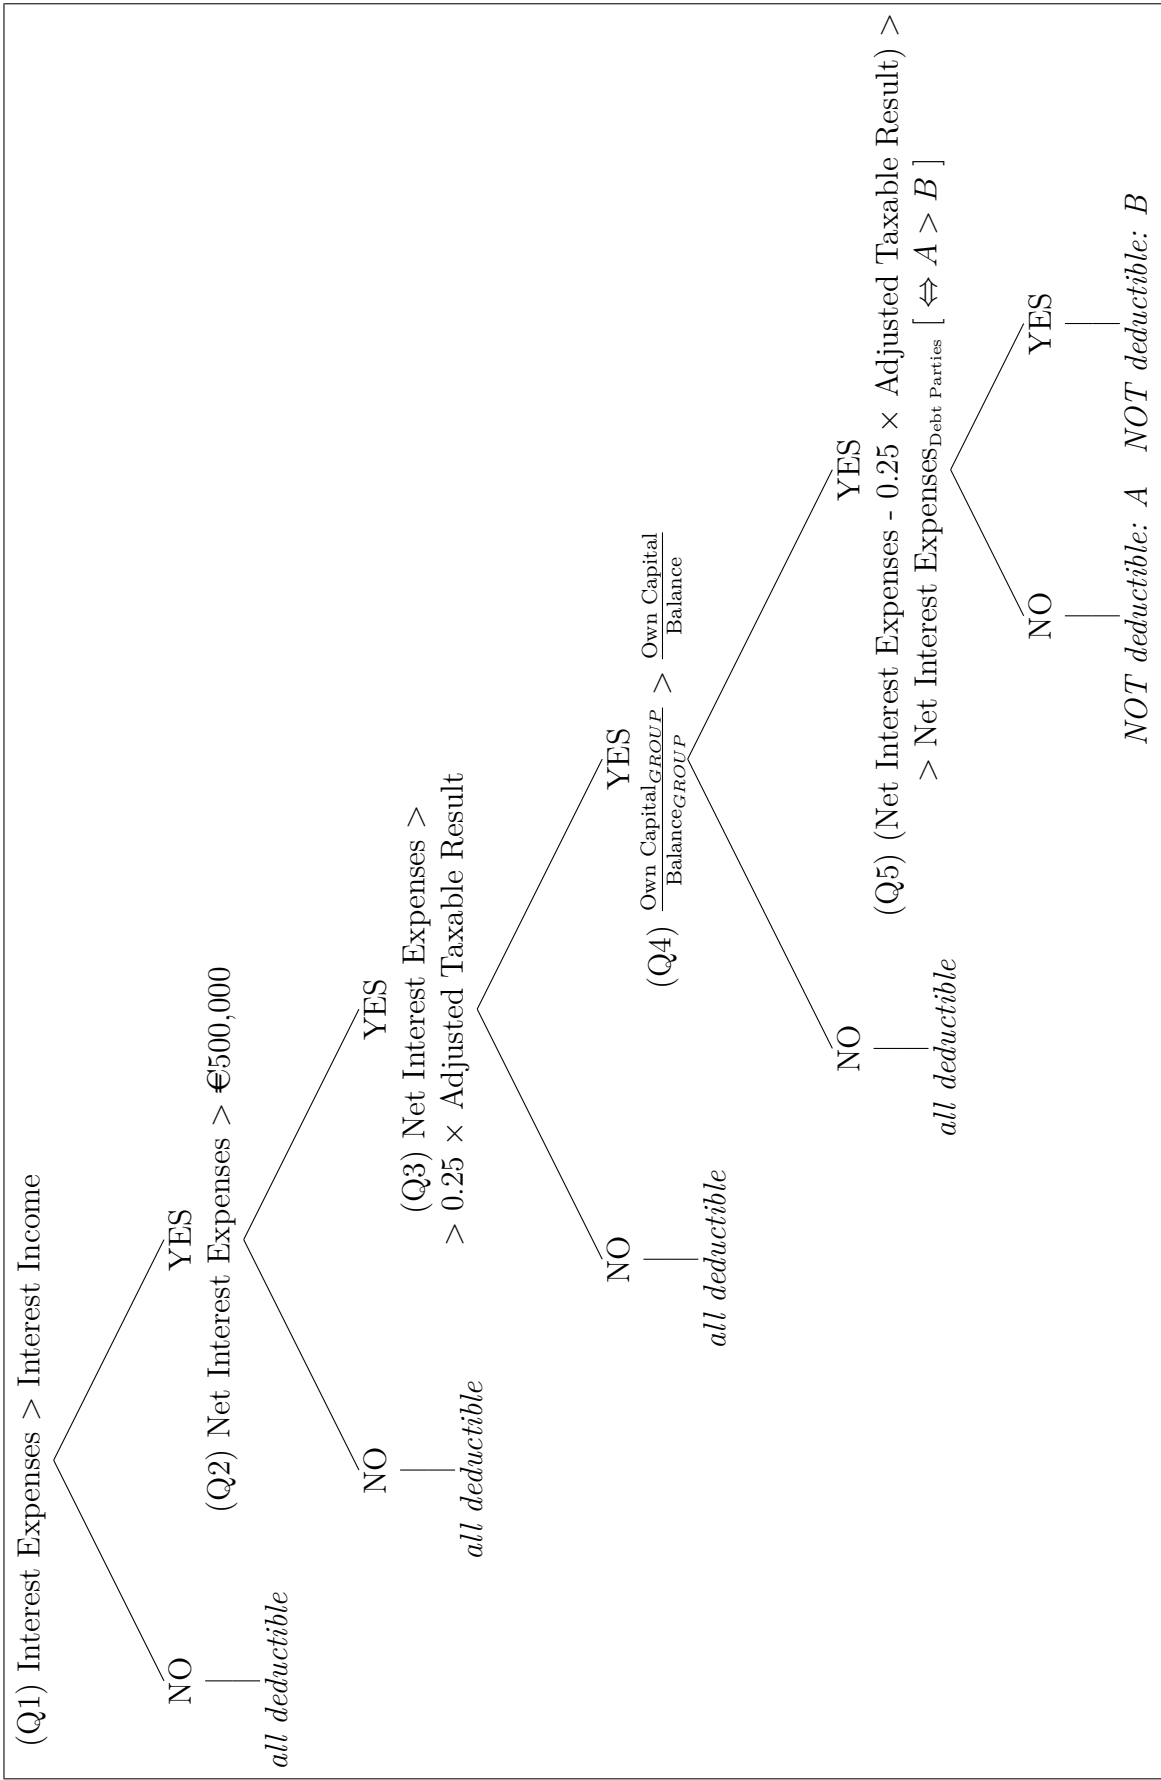 (Q1) Interest Expenses > Interest Income
NO
all deductible
YES
(Q2) Net Interest Expenses > €500,000
NO
all deductible
YES
(Q3) Net Interest Expenses >
> 0.25 × Adjusted Taxable Result
NO
all deductible
YES
(Q4) Own Capital_GROUP / Balance_GROUP > Own Capital / Balance
NO
all deductible
YES
(Q5) (Net Interest Expenses - 0.25 × Adjusted Taxable Result) >
> Net Interest Expenses_Debt Parties [ ⇔ A > B ]
NO
NOT deductible: A
YES
NOT deductible: B